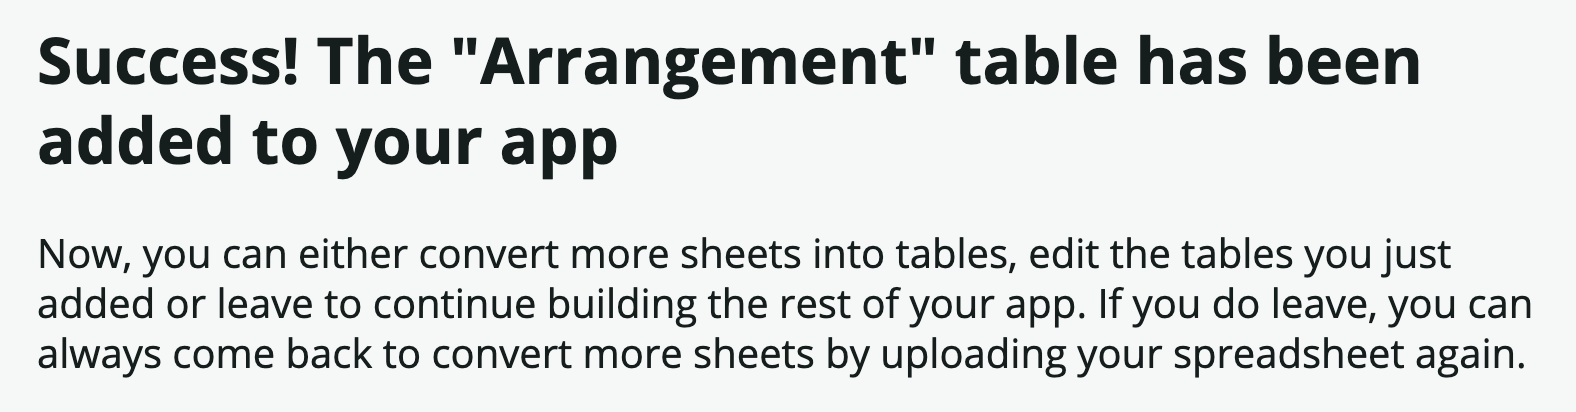 Success! The "Arrangement" table has been
added to your app
Now, you can either convert more sheets into tables, edit the tables you just
added or leave to continue building the rest of your app. If you do leave, you can
always come back to convert more sheets by uploading your spreadsheet again.